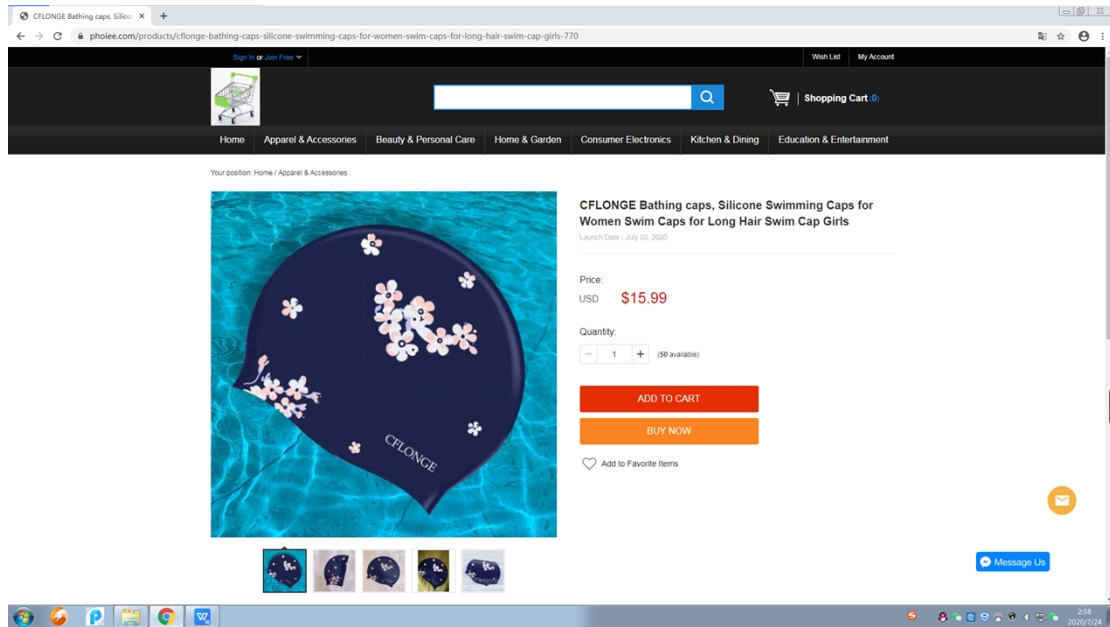 CFLONGE Bathing caps, Silicon
phoiee.com/products/cflonge-bathing-caps-silicone-swimming-caps-for-women-swim-caps-for-long-hair-swim-cap-girls-770
Sign In or Join Free
Wish List My Account
Shopping Cart (0)
Home Apparel & Accessories Beauty & Personal Care Home & Garden Consumer Electronics Kitchen & Dining Education & Entertainment
Your position: Home / Apparel & Accessories
CFLONGE Bathing caps, Silicone Swimming Caps for
Women Swim Caps for Long Hair Swim Cap Girls
Launch Date : July 03, 2020
Price:
USD $15.99
Quantity:
1 (50 available)
ADD TO CART
BUY NOW
Add to Favorite Items
CFLONGE
Message Us
2:58
2020/7/24